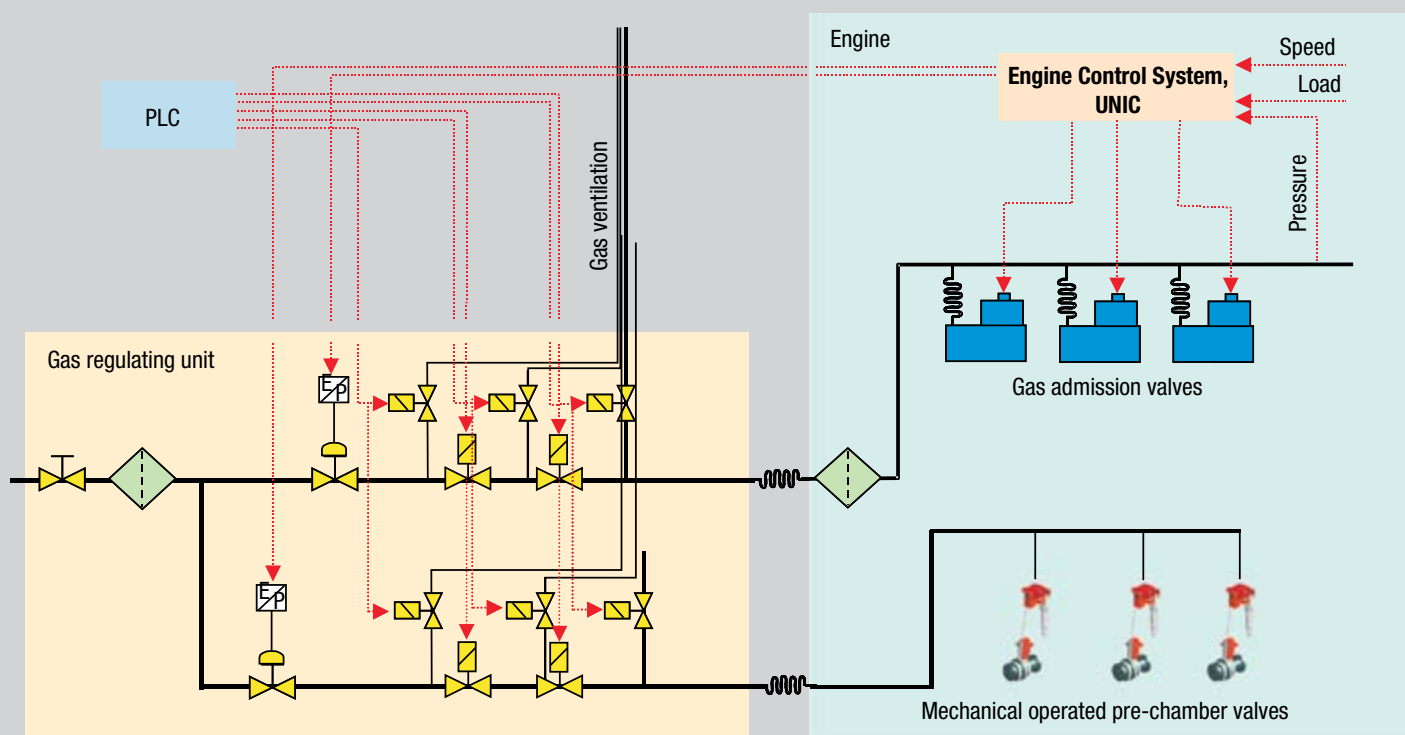 Engine
Speed
Engine Control System,
UNIC
Load
PLC
Gas ventilation
Pressure
Gas regulating unit
E/P
Gas admission valves
E/P
Mechanical operated pre-chamber valves